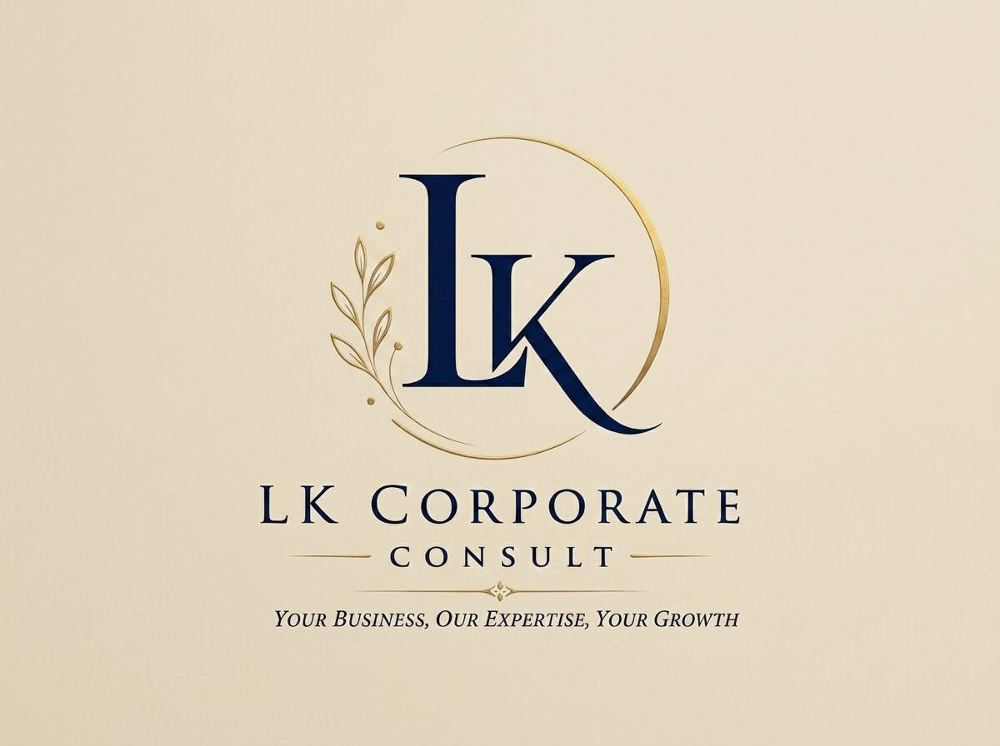 LK
LK CORPORATE
CONSULT
YOUR BUSINESS, OUR EXPERTISE, YOUR GROWTH